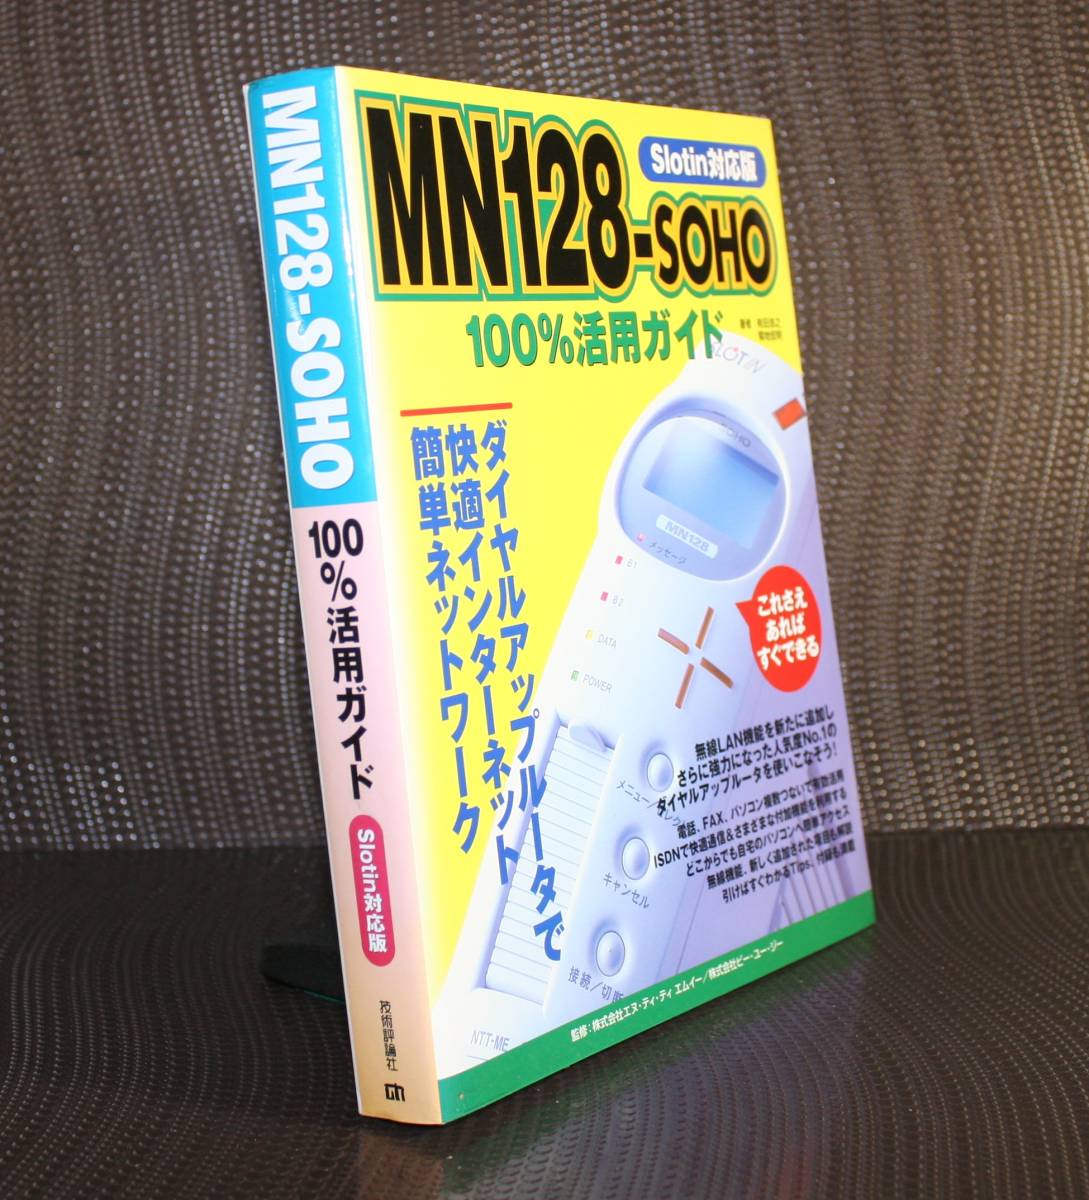 MN128-SOHO
100%活用ガイド
Slotin対応版
技術評論社
Slotin対応版
MN128-SOHO
100%活用ガイド
著者:
SLOTIN
ダイヤルアップルータで
快適インターネット
簡単ネットワーク
SOHO
MN128
メッセージ
B1
B2
DATA
POWER
これさえ
あれば
すぐできる
無線LAN機能を新たに追加し
さらに強力になった人気度No.1の
ダイヤルアップルータを使いこなそう!
電話、FAX、パソコン複数つないで有効活用
ISDNで快適通信&さまざまな付加機能を利用する
どこからでも自宅のパソコンへ簡単アクセス
無線機能、新しく追加された項目も解説
引けばすぐわかるTips、付録も満載
メニュー/
キャンセル
接続/切断
NTT-ME
監修:株式会社エヌ・ティ・ティ エムイー/株式会社ビー・ユー・ジー